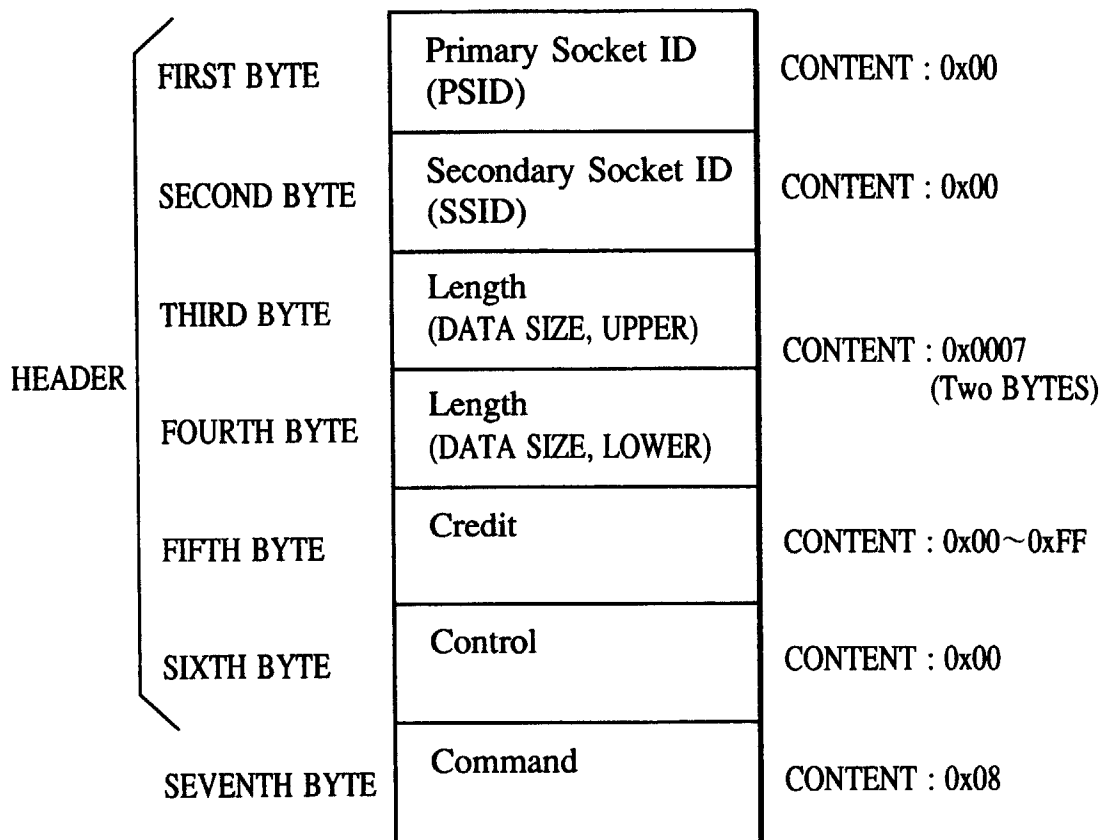 FIRST BYTE
Primary Socket ID
(PSID)
CONTENT : 0x00
SECOND BYTE
Secondary Socket ID
(SSID)
CONTENT : 0x00
THIRD BYTE
Length
(DATA SIZE, UPPER)
CONTENT : 0x0007
(Two BYTES)
HEADER
FOURTH BYTE
Length
(DATA SIZE, LOWER)
FIFTH BYTE
Credit
CONTENT : 0x00~0xFF
SIXTH BYTE
Control
CONTENT : 0x00
SEVENTH BYTE
Command
CONTENT : 0x08